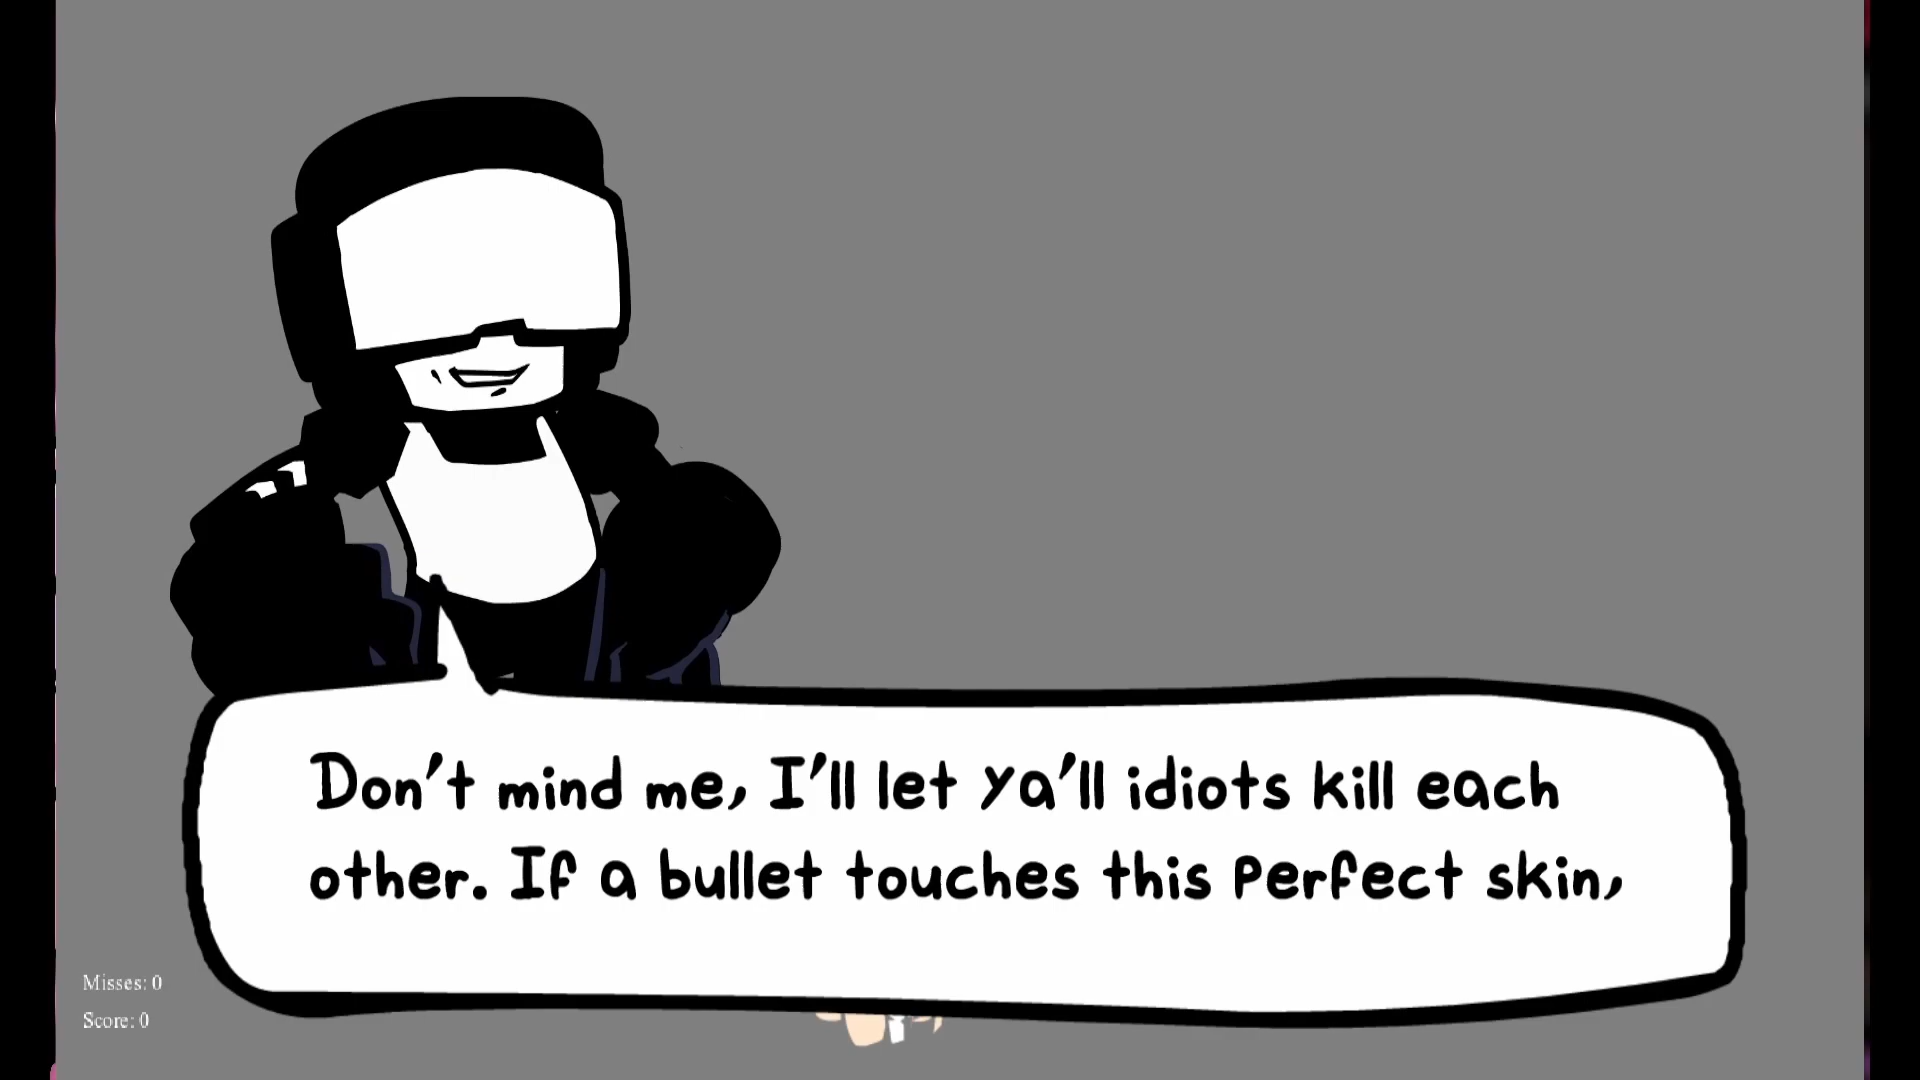 Don't mind me, I'll let ya'll idiots kill each
other. If a bullet touches this perfect skin,
Misses: 0
Score: 0